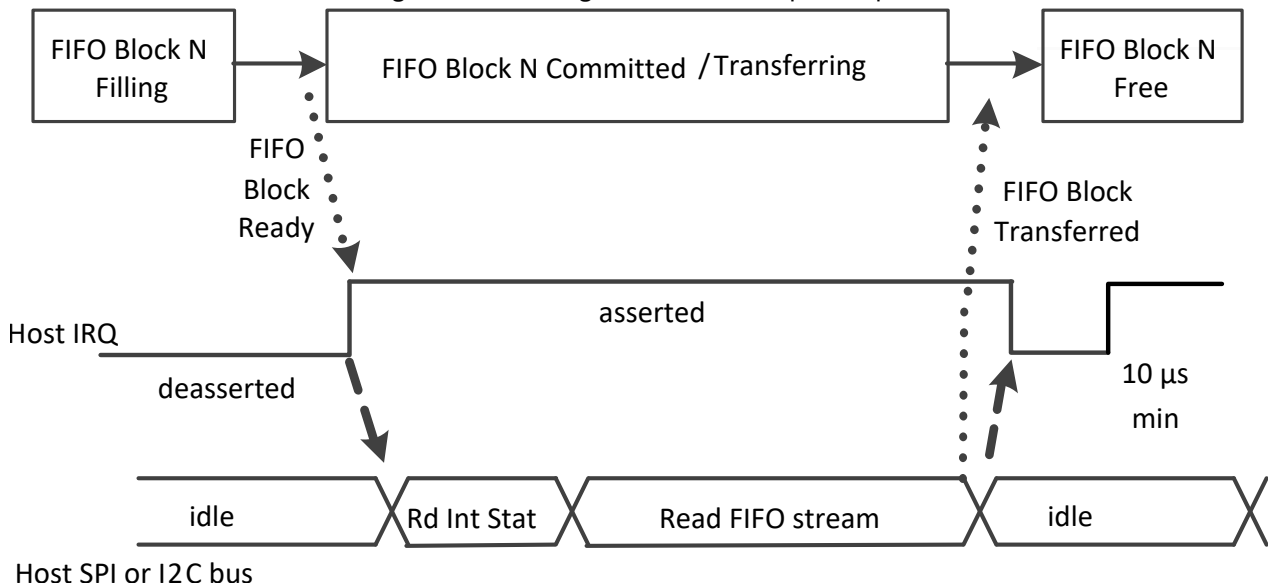 FIFO Block N
Filling
FIFO Block N Committed / Transferring
FIFO Block N
Free
FIFO
Block
Ready
FIFO Block
Transferred
asserted
Host IRQ
deasserted
10 µs
min
idle
Rd Int Stat
Read FIFO stream
idle
Host SPI or I2C bus